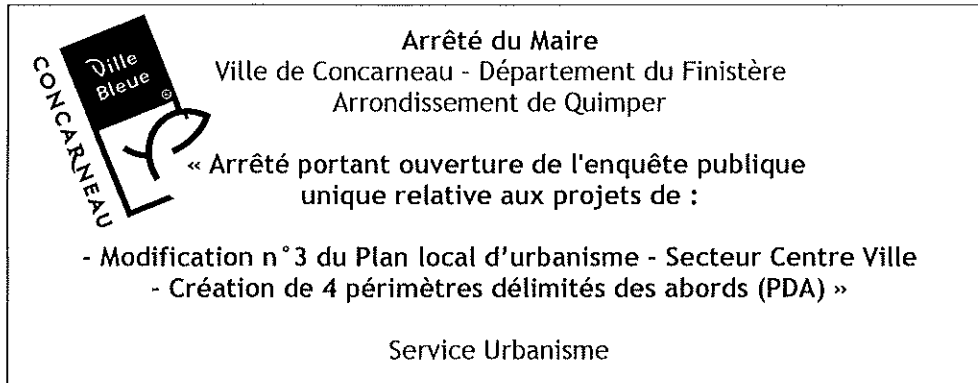 Ville
Bleue
©
CONCARNEAU
Arrêté du Maire
Ville de Concarneau - Département du Finistère
Arrondissement de Quimper
« Arrêté portant ouverture de l'enquête publique
unique relative aux projets de :
- Modification n°3 du Plan local d'urbanisme - Secteur Centre Ville
- Création de 4 périmètres délimités des abords (PDA) »
Service Urbanisme